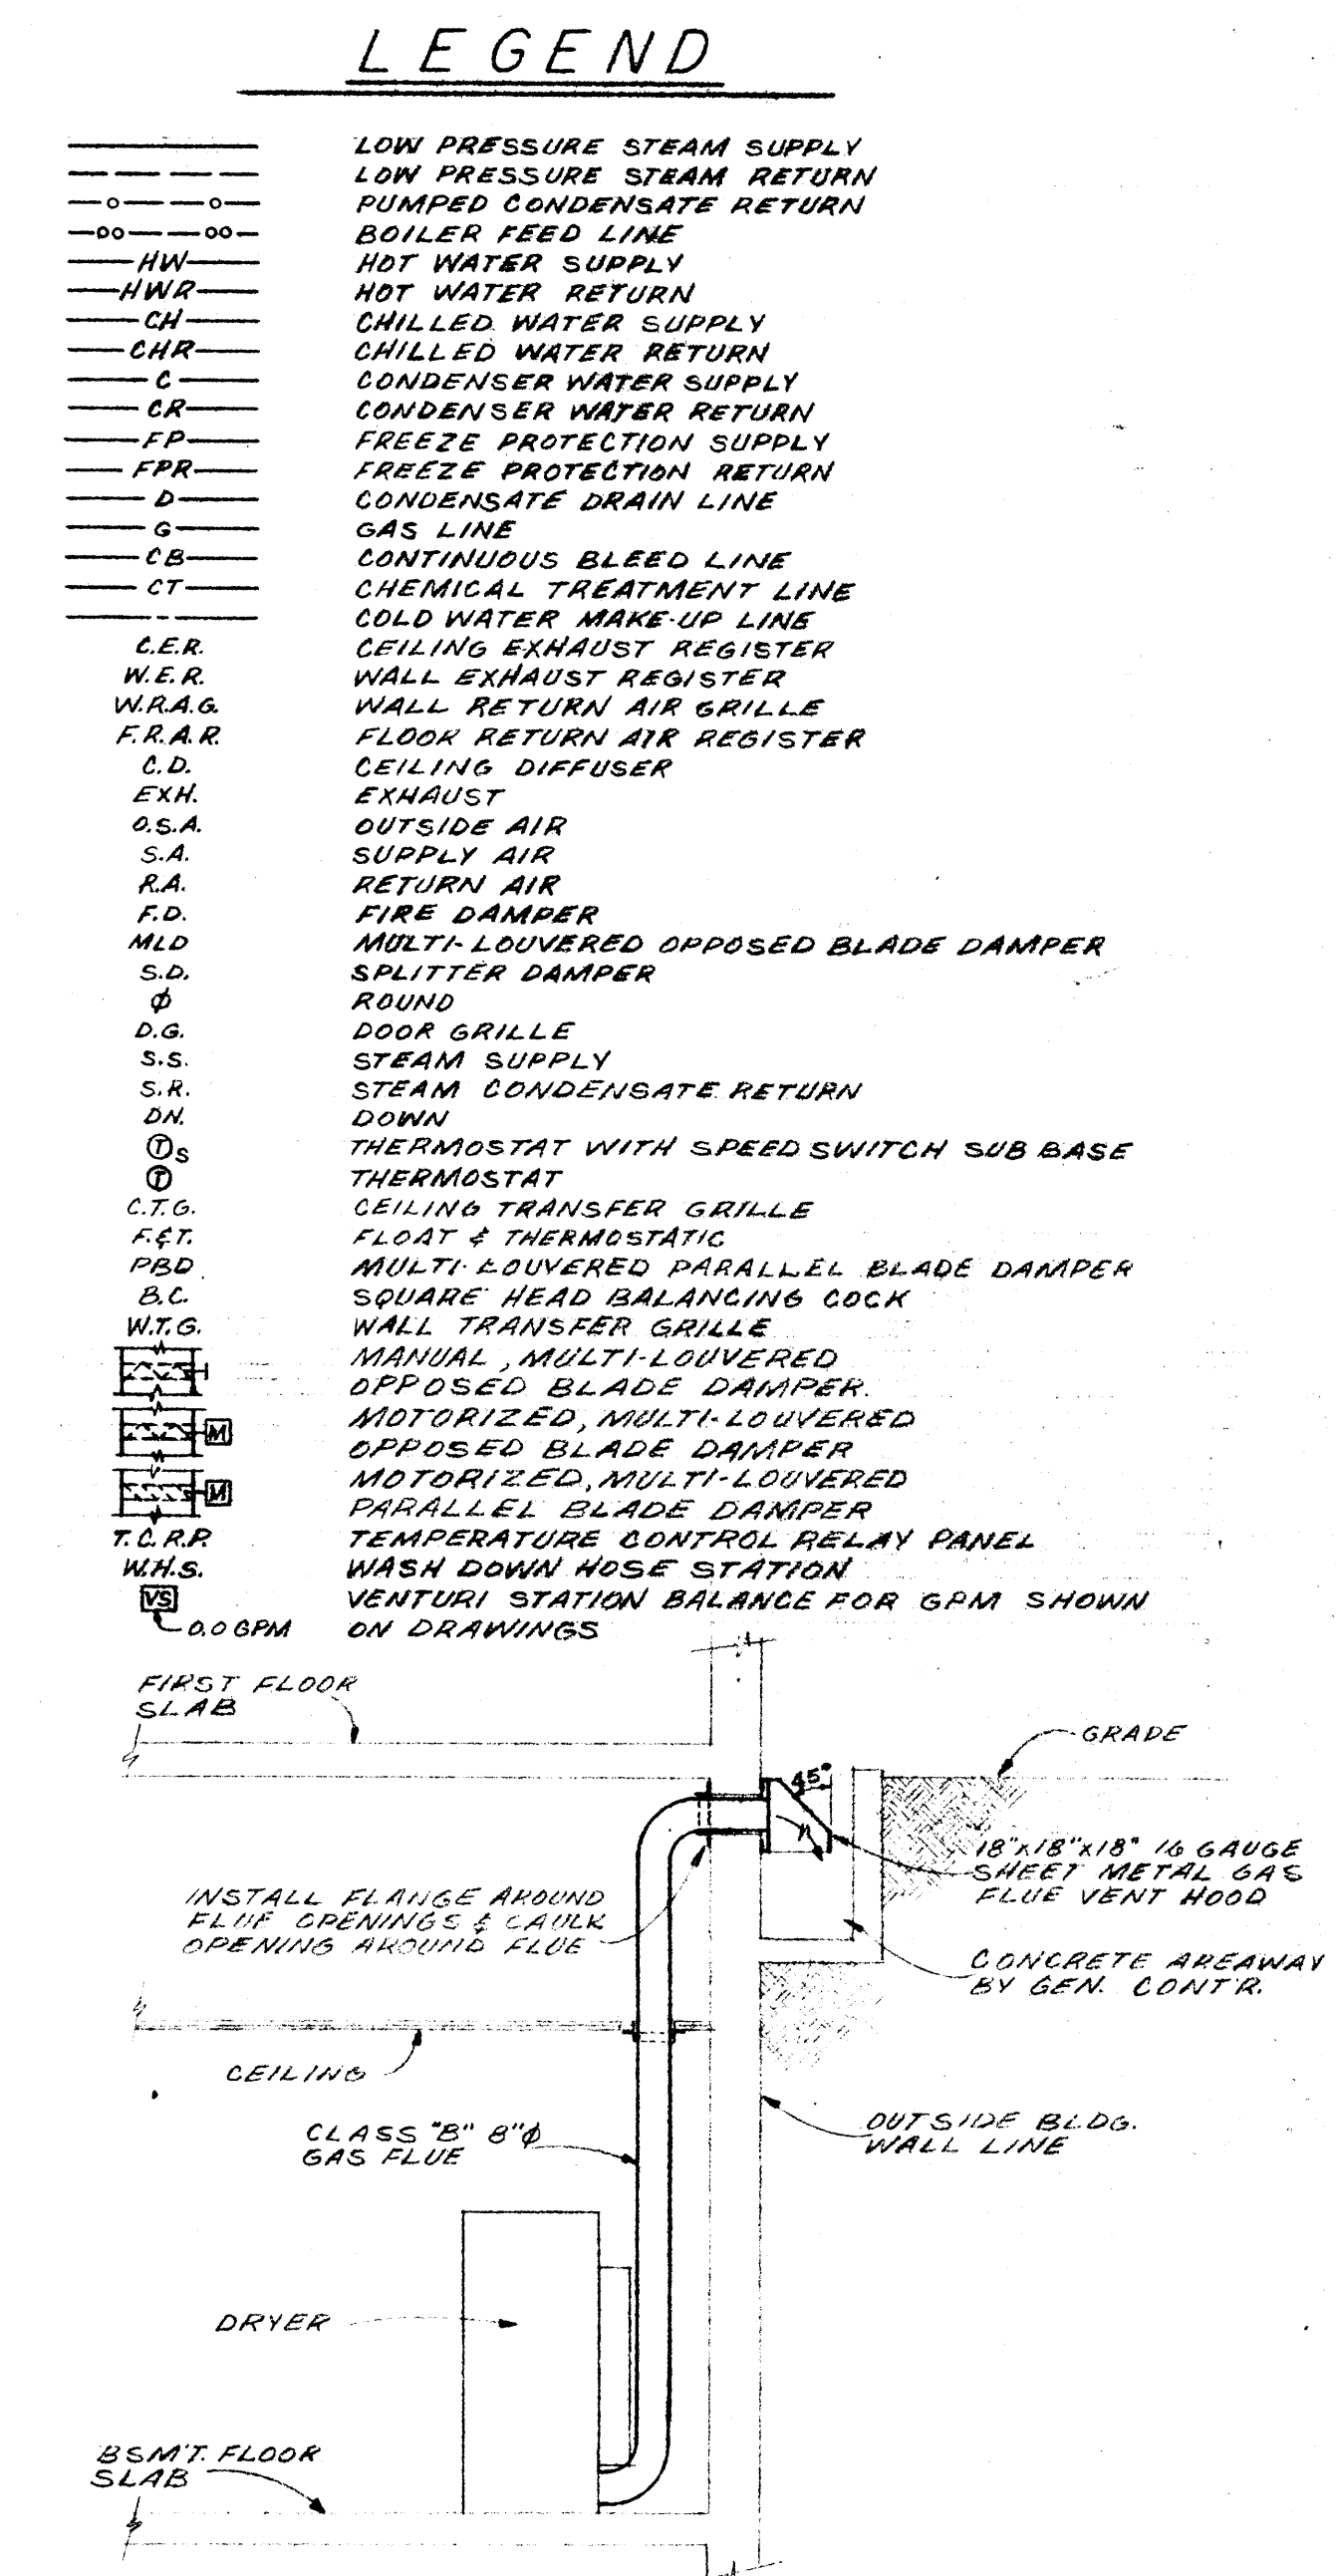 LEGEND
LOW PRESSURE STEAM SUPPLY
LOW PRESSURE STEAM RETURN
PUMPED CONDENSATE RETURN
BOILER FEED LINE
HW HOT WATER SUPPLY
HWR HOT WATER RETURN
CH CHILLED WATER SUPPLY
CHR CHILLED WATER RETURN
C CONDENSER WATER SUPPLY
CR CONDENSER WATER RETURN
FP FREEZE PROTECTION SUPPLY
FPR FREEZE PROTECTION RETURN
D CONDENSATE DRAIN LINE
G GAS LINE
CB CONTINUOUS BLEED LINE
CT CHEMICAL TREATMENT LINE
COLD WATER MAKE-UP LINE
C.E.R. CEILING EXHAUST REGISTER
W.E.R. WALL EXHAUST REGISTER
W.R.A.G. WALL RETURN AIR GRILLE
F.R.A.R. FLOOR RETURN AIR REGISTER
C.D. CEILING DIFFUSER
EXH. EXHAUST
O.S.A. OUTSIDE AIR
S.A. SUPPLY AIR
R.A. RETURN AIR
F.D. FIRE DAMPER
MLD MULTI-LOUVERED OPPOSED BLADE DAMPER
S.D. SPLITTER DAMPER
ϕ ROUND
D.G. DOOR GRILLE
S.S. STEAM SUPPLY
S.R. STEAM CONDENSATE RETURN
DN. DOWN
T S THERMOSTAT WITH SPEED SWITCH SUB BASE
T THERMOSTAT
C.T.G. CEILING TRANSFER GRILLE
F.&T. FLOAT & THERMOSTATIC
PBD MULTI-LOUVERED PARALLEL BLADE DAMPER
B.C. SQUARE HEAD BALANCING COCK
W.T.G. WALL TRANSFER GRILLE
MANUAL, MULTI-LOUVERED
OPPOSED BLADE DAMPER.
M MOTORIZED, MULTI-LOUVERED
OPPOSED BLADE DAMPER
M MOTORIZED, MULTI-LOUVERED
PARALLEL BLADE DAMPER
T.C.R.P. TEMPERATURE CONTROL RELAY PANEL
W.H.S. WASH DOWN HOSE STATION
VS VENTURI STATION BALANCE FOR GPM SHOWN
0.0 GPM ON DRAWINGS
FIRST FLOOR
SLAB
GRADE
45°
18"x18"x18" 16 GAUGE
SHEET METAL GAS
FLUE VENT HOOD
INSTALL FLANGE AROUND
FLUE OPENINGS & CAULK
OPENING AROUND FLUE
CONCRETE AREAWAY
BY GEN. CONT'R.
CEILING
CLASS "B" 8"ϕ
GAS FLUE
OUTSIDE BLDG.
WALL LINE
DRYER
BSM'T. FLOOR
SLAB